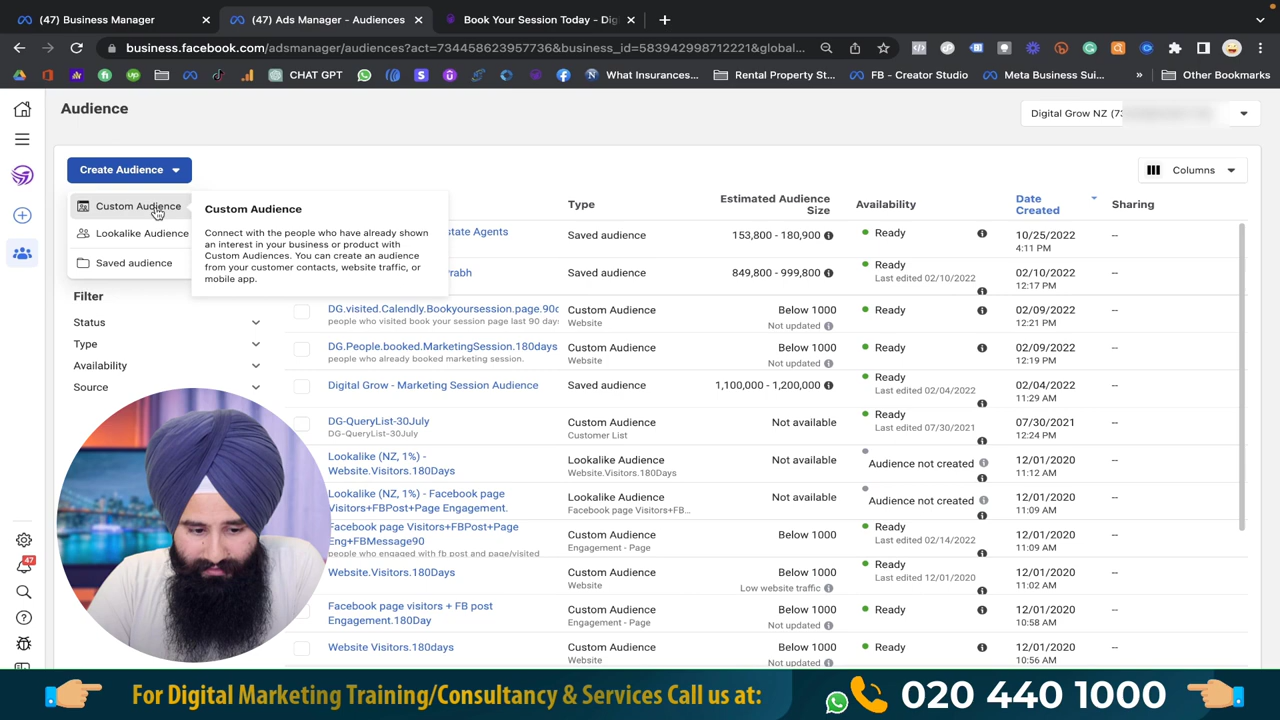 (47) Business Manager
(47) Ads Manager - Audiences
Book Your Session Today - Dig
business.facebook.com/adsmanager/audiences?act=734458623957736&business_id=583942998712221&global...
CHAT GPT
What Insurances...
Rental Property St...
FB - Creator Studio
Meta Business Sui...
»
Other Bookmarks
Audience
Digital Grow NZ (73
Create Audience
Columns
Custom Audience
Lookalike Audience
Saved audience
Custom Audience
Connect with the people who have already shown
an interest in your business or product with
Custom Audiences. You can create an audience
from your customer contacts, website traffic, or
mobile app.
Filter
Status
Type
Availability
Source
Type
Estimated Audience
Size
Availability
Date
Created
Sharing
estate Agents
Saved audience
153,800 - 180,900
Ready
10/25/2022
4:11 PM
--
Saved audience
849,800 - 999,800
Ready
Last edited 02/10/2022
02/10/2022
12:17 PM
--
DG.visited.Calendly.Bookyoursession.page.90d
people who visited book your session page last 90 days
Custom Audience
Website
Below 1000
Not updated
Ready
02/09/2022
12:21 PM
--
DG.People.booked.MarketingSession.180days
people who already booked marketing session.
Custom Audience
Website
Below 1000
Not updated
Ready
02/09/2022
12:19 PM
--
Digital Grow - Marketing Session Audience
Saved audience
1,100,000 - 1,200,000
Ready
Last edited 02/04/2022
02/04/2022
11:29 AM
--
DG-QueryList-30July
DG-QueryList-30July
Custom Audience
Customer List
Not available
Ready
Last edited 07/30/2021
07/30/2021
12:24 PM
--
Lookalike (NZ, 1%) -
Website.Visitors.180Days
Lookalike Audience
Website.Visitors.180Days
Not available
Audience not created
12/01/2020
11:12 AM
--
Lookalike (NZ, 1%) - Facebook page
Visitors+FBPost+Page Engagement.
Lookalike Audience
Facebook page Visitors+FB...
Not available
Audience not created
12/01/2020
11:09 AM
--
Facebook page Visitors+FBPost+Page
Eng+FBMessage90
people who engaged with fb post and page/visited
Custom Audience
Engagement - Page
Below 1000
Ready
Last edited 02/14/2022
12/01/2020
11:09 AM
--
Website.Visitors.180Days
Custom Audience
Website
Below 1000
Low website traffic
Ready
Last edited 12/01/2020
12/01/2020
11:02 AM
--
Facebook page visitors + FB post
Engagement.180Day
Custom Audience
Engagement - Page
Below 1000
Not updated
Ready
12/01/2020
10:58 AM
--
Website Visitors.180days
Custom Audience
Website
Below 1000
Not updated
Ready
12/01/2020
10:56 AM
--
47
For Digital Marketing Training/Consultancy & Services Call us at:
020 440 1000